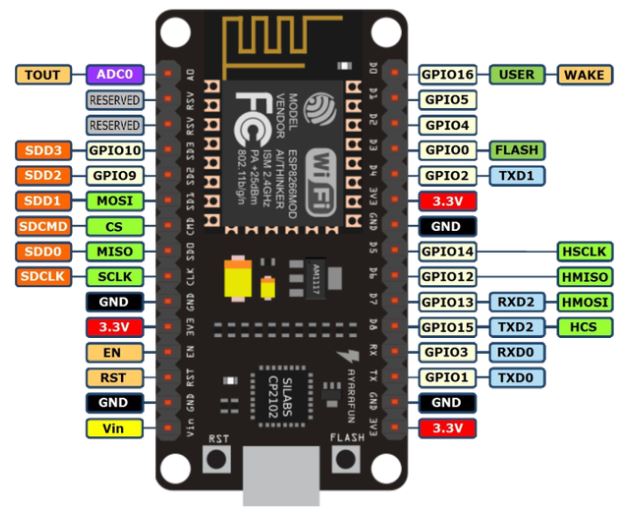 TOUT ADC0 A0 D0 GPIO16 USER WAKE
RESERVED RSV D1 GPIO5
RESERVED RSV D2 GPIO4
SDD3 GPIO10 SD3 D3 GPIO0 FLASH
SDD2 GPIO9 SD2 D4 GPIO2 TXD1
SDD1 MOSI SD1 3V3 3.3V
SDCMD CS CMD GND GND
SDD0 MISO SD0 D5 GPIO14 HSCLK
SDCLK SCLK CLK D6 GPIO12 HMISO
GND GND D7 GPIO13 RXD2 HMOSI
3.3V 3V3 D8 GPIO15 TXD2 HCS
EN EN RX GPIO3 RXD0
RST RST TX GPIO1 TXD0
GND GND GND GND
Vin Vin 3V3 3.3V
MODEL ESP8266MOD
VENDOR AI/THINKER
ISM 2.4GHz
PA +25dBm
802.11b/g/n
FC
Wi Fi
AM1117
SILABS
CP2102
AYARAFUN
RST
FLASH